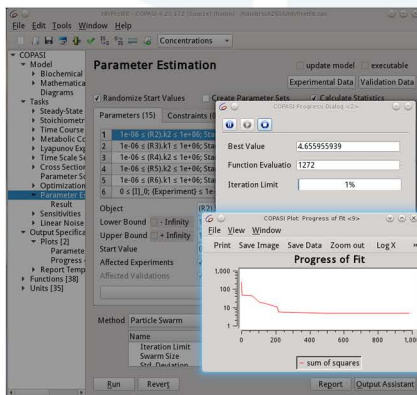 File Edit Tools Window Help
Concentrations
COPASI
Model
Biochemical
Mathematica
Diagrams
Tasks
Steady-State
Stoichiometr
Time Course
Metabolic Co
Lyapunov Exp
Time Scale Se
Cross Section
Parameter Sc
Optimization
Parameter Es
Result
Sensitivities
Linear Noise
Output Specifica
Plots [2]
Paramete
Progress
Report Temp
Functions [38]
Units [35]
Parameter Estimation
update model executable
Experimental Data Validation Data
Randomize Start Values Create Parameter Sets Calculate Statistics
Parameters (15) Constraints (0
1 1e-06 ≤ (R2).k2 ≤ 1e+06; Sta
2 1e-06 ≤ (R3).k1 ≤ 1e+06; Sta
3 1e-06 ≤ (R4).k1 ≤ 1e+06; Sta
4 1e-06 ≤ (R5).k2 ≤ 1e+06; Sta
5 1e-06 ≤ (R6).k1 ≤ 1e+06; Sta
6 0 ≤ [I]_0; {Experiment} ≤ 1e-
Object (R2)
Lower Bound - Infinity
Upper Bound + Infinity
Start Value
Affected Experiments
Affected Validations
Method Particle Swarm
Name
Iteration Limit
Swarm Size
Std. Deviation
Run Revert Report Output Assistant
COPASI Progress Dialog <2>
Best Value 4.655955939
Function Evaluatio 1272
Iteration Limit 1%
COPASI Plot: Progress of Fit <9>
File View Window
Print Save Image Save Data Zoom out Log X »
Progress of Fit
1,000
100
10
1
0 200 400 600 800 1,00
sum of squares